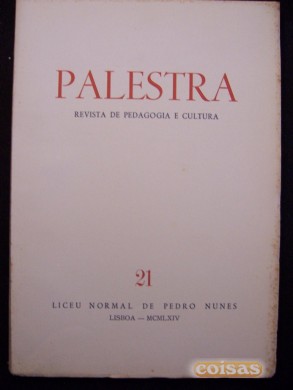 PALESTRA
REVISTA DE PEDAGOGIA E CULTURA
21
LICEU NORMAL DE PEDRO NUNES
LISBOA — MCMLXIV
coisas